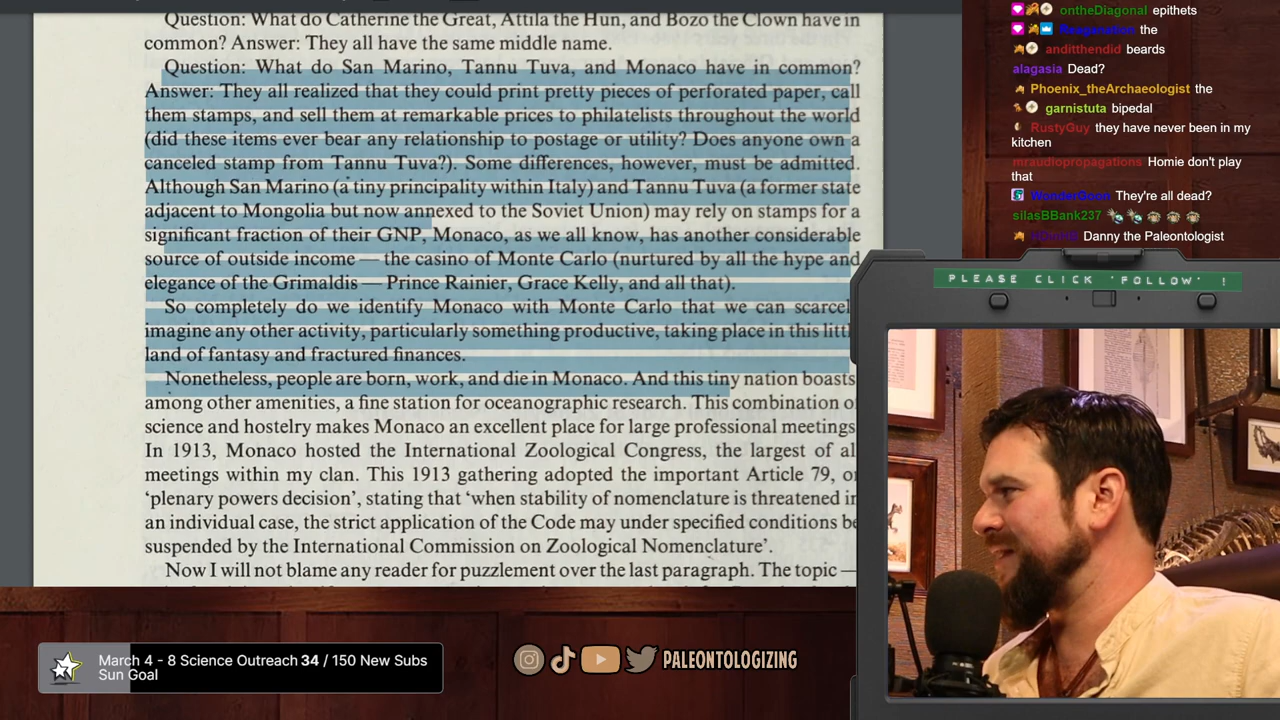 Question: What do Catherine the Great, Attila the Hun, and Bozo the Clown have in
common? Answer: They all have the same middle name.
Question: What do San Marino, Tannu Tuva, and Monaco have in common?
Answer: They all realized that they could print pretty pieces of perforated paper, call
them stamps, and sell them at remarkable prices to philatelists throughout the world
(did these items ever bear any relationship to postage or utility? Does anyone own a
canceled stamp from Tannu Tuva?). Some differences, however, must be admitted.
Although San Marino (a tiny principality within Italy) and Tannu Tuva (a former state
adjacent to Mongolia but now annexed to the Soviet Union) may rely on stamps for a
significant fraction of their GNP, Monaco, as we all know, has another considerable
source of outside income — the casino of Monte Carlo (nurtured by all the hype and
elegance of the Grimaldis — Prince Rainier, Grace Kelly, and all that).
So completely do we identify Monaco with Monte Carlo that we can scarcel
imagine any other activity, particularly something productive, taking place in this littl
land of fantasy and fractured finances.
Nonetheless, people are born, work, and die in Monaco. And this tiny nation boasts
among other amenities, a fine station for oceanographic research. This combination o
science and hostelry makes Monaco an excellent place for large professional meetings
In 1913, Monaco hosted the International Zoological Congress, the largest of al
meetings within my clan. This 1913 gathering adopted the important Article 79, or
‘plenary powers decision’, stating that ‘when stability of nomenclature is threatened in
an individual case, the strict application of the Code may under specified conditions be
suspended by the International Commission on Zoological Nomenclature’.
Now I will not blame any reader for puzzlement over the last paragraph. The topic —
ontheDiagonal epithets
Reaganation the
anditthendid beards
alagasia Dead?
Phoenix_theArchaeologist the
garnistuta bipedal
RustyGuy they have never been in my
kitchen
mraudiopropagations Homie don't play
that
WonderGoon They're all dead?
silasBBank237
Danny the Paleontologist
PLEASE CLICK 'FOLLOW' !
March 4 - 8 Science Outreach 34 / 150 New Subs
Sun Goal
PALEONTOLOGIZING